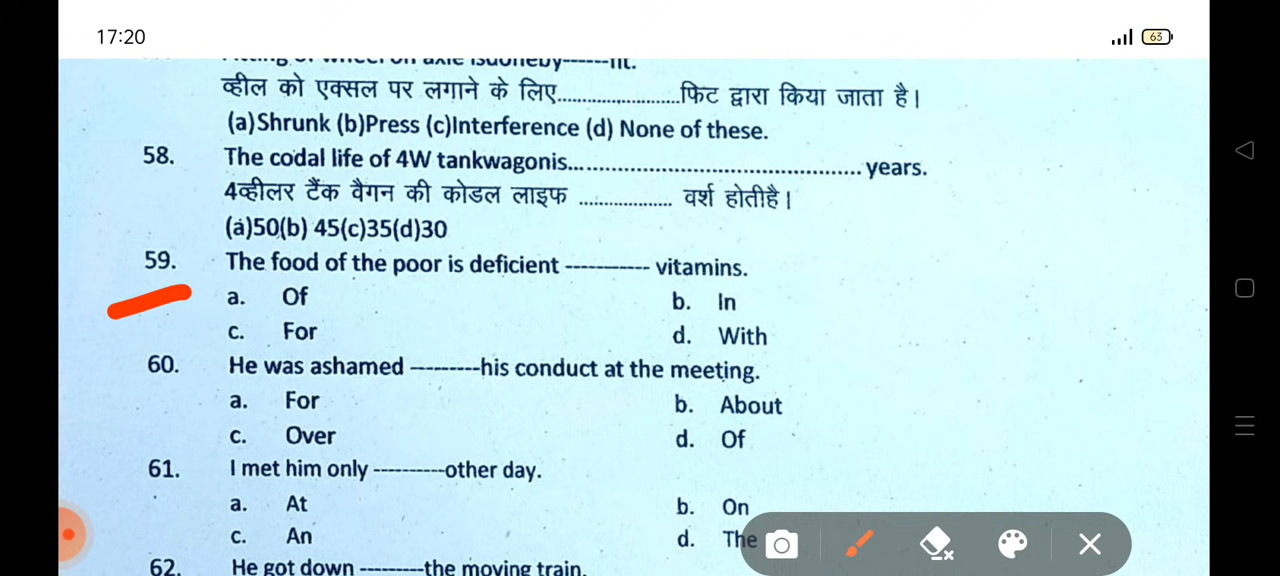 17:20
63
व्हील को एक्सल पर लगाने के लिए............................फिट द्वारा किया जाता है।
(a)Shrunk (b)Press (c)Interference (d) None of these.
58. The codal life of 4W tankwagonis.................................................. years.
4व्हीलर टैंक वैगन की कोडल लाइफ .................. वर्श होतीहै।
(a)50(b) 45(c)35(d)30
59. The food of the poor is deficient ----------- vitamins.
a. Of b. In
c. For d. With
60. He was ashamed ---------his conduct at the meeting.
a. For b. About
c. Over d. Of
61. I met him only ----------other day.
a. At b. On
c. An d. The
62. He got down ---------the moving train.